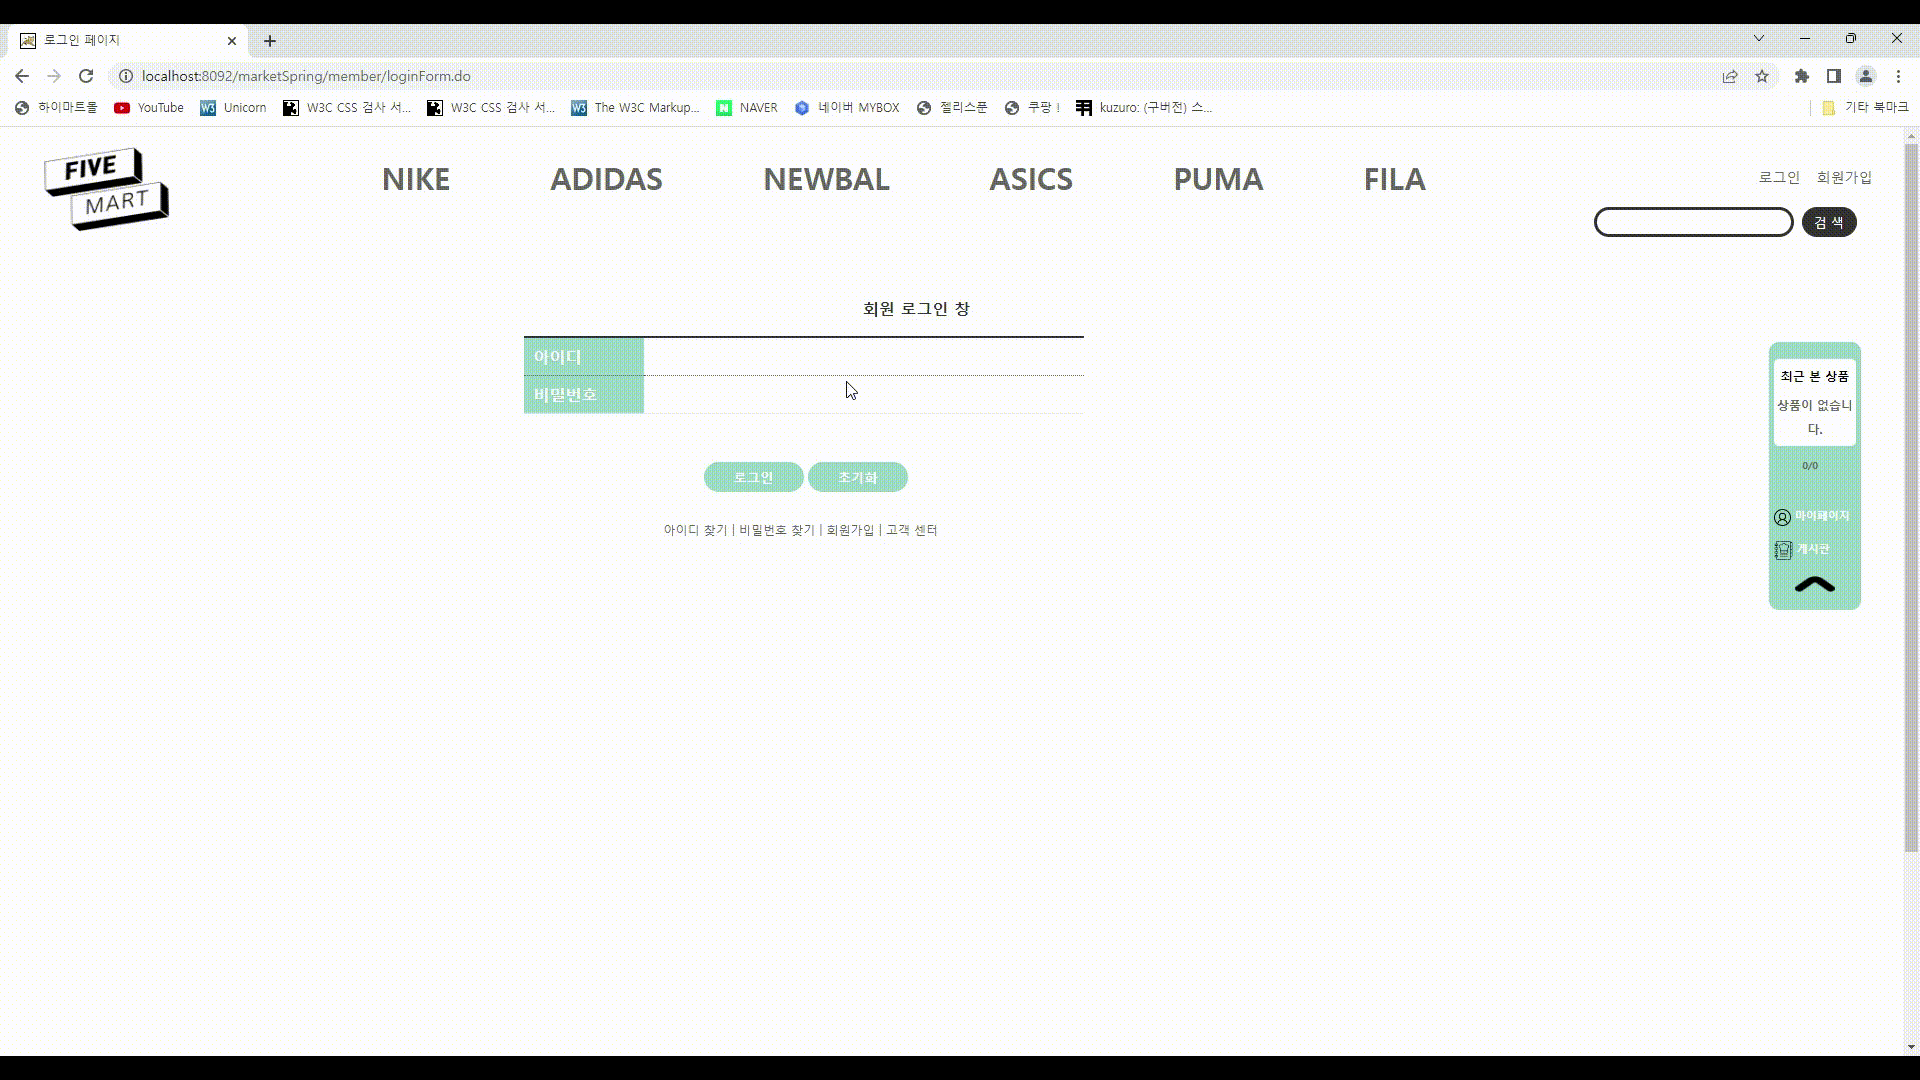 로그인 페이지
localhost:8092/marketSpring/member/loginForm.do
하이마트몰 YouTube Unicorn W3C CSS 검사 서... W3C CSS 검사 서... The W3C Markup... NAVER 네이버 MYBOX 젤리스푼 쿠팡 ! kuzuro: (구버전) 스... 기타 북마크
FIVE
MART
NIKE ADIDAS NEWBAL ASICS PUMA FILA
로그인 회원가입
검 색
회원 로그인 창
아이디
비밀번호
로그인 초기화
아이디 찾기 | 비밀번호 찾기 | 회원가입 | 고객 센터
최근 본 상품
상품이 없습니
다.
0/0
마이페이지
게시판